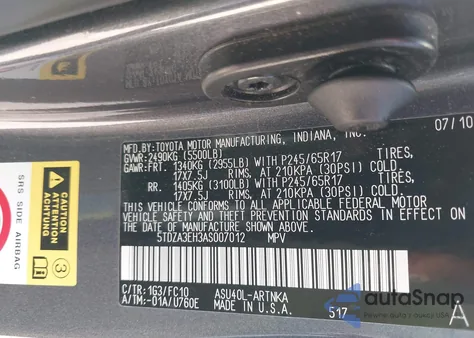 MFD.BY:TOYOTA MOTOR MANUFACTURING, INDIANA, INC. 07/10
GVWR:2490KG (5500LB)
GAWR:FRT. 1340KG (2955LB) WITH P245/65R17 TIRES,
17X7.5J RIMS, AT 210KPA (30PSI) COLD
RR. 1405KG (3100LB) WITH P245/65R17 TIRES,
17X7.5J RIMS, AT 210KPA (30PSI) COLD
THIS VEHICLE CONFORMS TO ALL APPLICABLE FEDERAL MOTOR
VEHICLE SAFETY STANDARDS IN EFFECT ON THE
DATE OF MANUFACTURE SHOWN ABOVE.
5TDZA3EH3AS007012 MPV
C/TR:1G3/FC10 ASU40L-ARTNKA
A/TM:-01A/U760E MADE IN U.S.A. 517 A
SRS SIDE AIRBAG
CAUTION
ATTENTION
ACHTUNG
3
AutoSnap